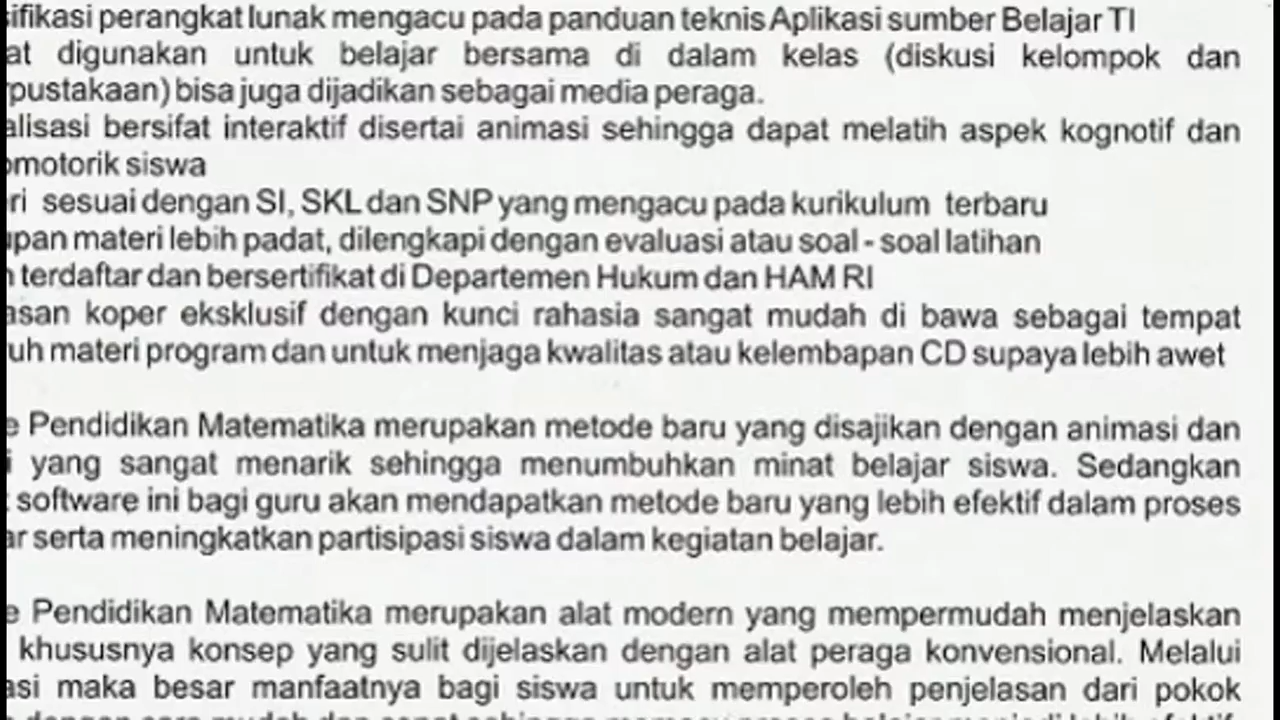 ifikasi perangkat lunak mengacu pada panduan teknis Aplikasi sumber Belajar TI
at digunakan untuk belajar bersama di dalam kelas (diskusi kelompok dan
pustakaan) bisa juga dijadikan sebagai media peraga.
alisasi bersifat interaktif disertai animasi sehingga dapat melatih aspek kognotif dan
omotorik siswa
ri sesuai dengan SI, SKL dan SNP yang mengacu pada kurikulum terbaru
upan materi lebih padat, dilengkapi dengan evaluasi atau soal - soal latihan
terdaftar dan bersertifikat di Departemen Hukum dan HAM RI
asan koper eksklusif dengan kunci rahasia sangat mudah di bawa sebagai tempat
uh materi program dan untuk menjaga kwalitas atau kelembapan CD supaya lebih awet
e Pendidikan Matematika merupakan metode baru yang disajikan dengan animasi dan
i yang sangat menarik sehingga menumbuhkan minat belajar siswa. Sedangkan
software ini bagi guru akan mendapatkan metode baru yang lebih efektif dalam proses
ar serta meningkatkan partisipasi siswa dalam kegiatan belajar.
e Pendidikan Matematika merupakan alat modern yang mempermudah menjelaskan
khususnya konsep yang sulit dijelaskan dengan alat peraga konvensional. Melalui
asi maka besar manfaatnya bagi siswa untuk memperoleh penjelasan dari pokok